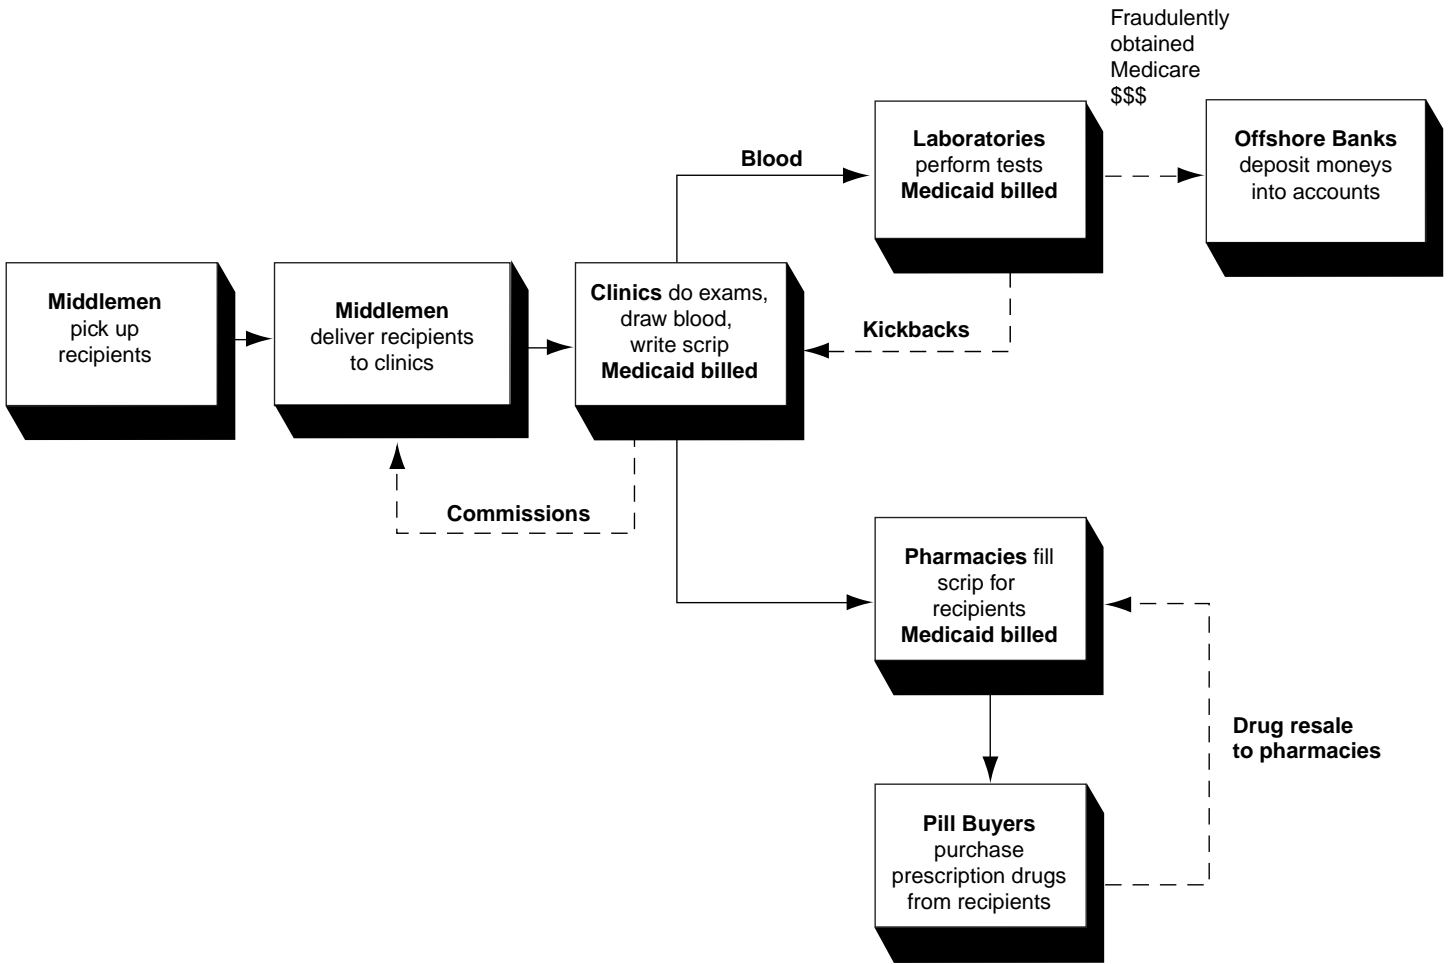 Fraudulently
obtained
Medicare
$$$
Laboratories
perform tests
Medicaid billed
Offshore Banks
deposit moneys
into accounts
Blood
Middlemen
pick up
recipients
Middlemen
deliver recipients
to clinics
Clinics do exams,
draw blood,
write scrip
Medicaid billed
Kickbacks
Commissions
Pharmacies fill
scrip for
recipients
Medicaid billed
Drug resale
to pharmacies
Pill Buyers
purchase
prescription drugs
from recipients